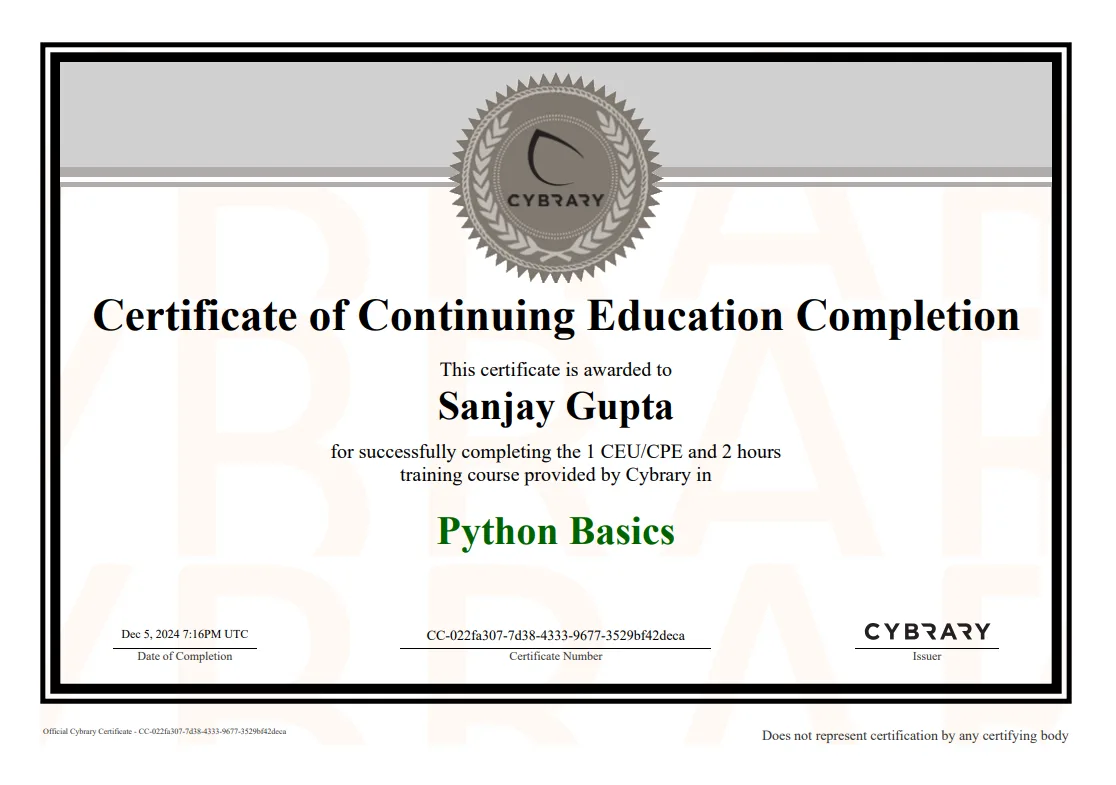 CYBRARY
Certificate of Continuing Education Completion
This certificate is awarded to
Sanjay Gupta
for successfully completing the 1 CEU/CPE and 2 hours
training course provided by Cybrary in
Python Basics
Dec 5, 2024 7:16PM UTC
Date of Completion
CC-022fa307-7d38-4333-9677-3529bf42deca
Certificate Number
CYBRARY
Issuer
Official Cybrary Certificate - CC-022fa307-7d38-4333-9677-3529bf42deca
Does not represent certification by any certifying body